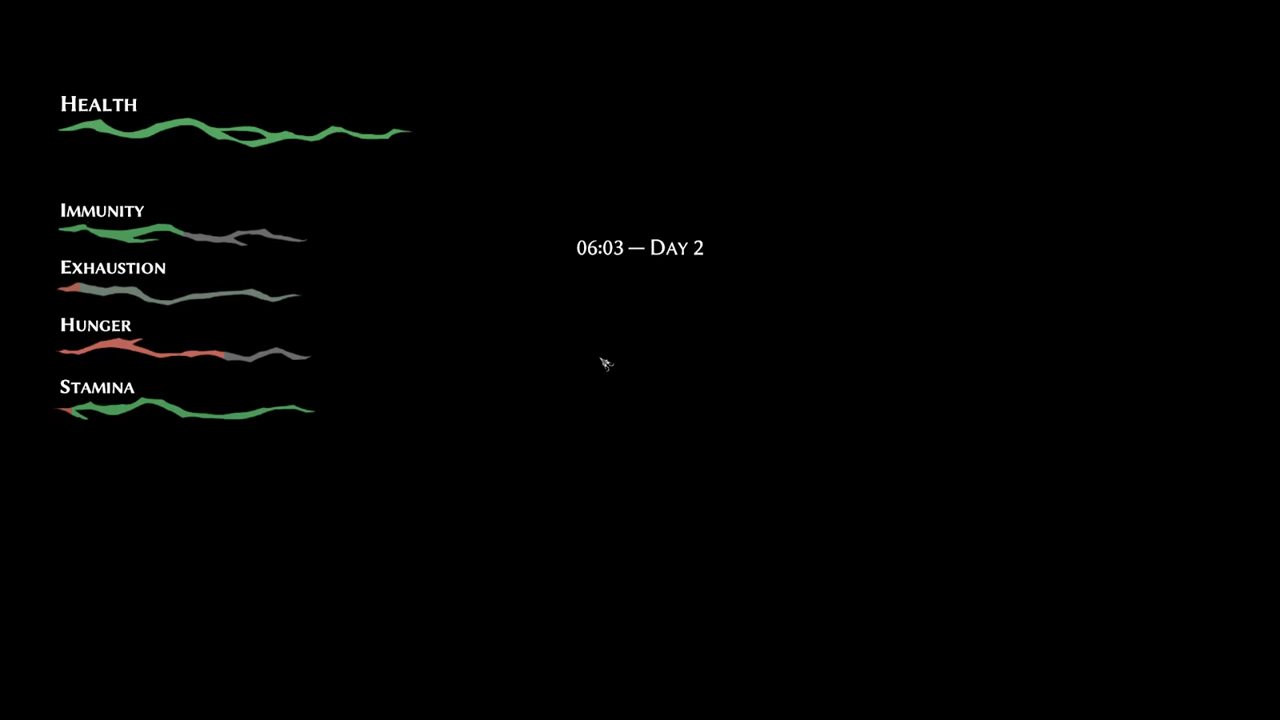 Health
Immunity
Exhaustion
Hunger
Stamina
06:03 — Day 2